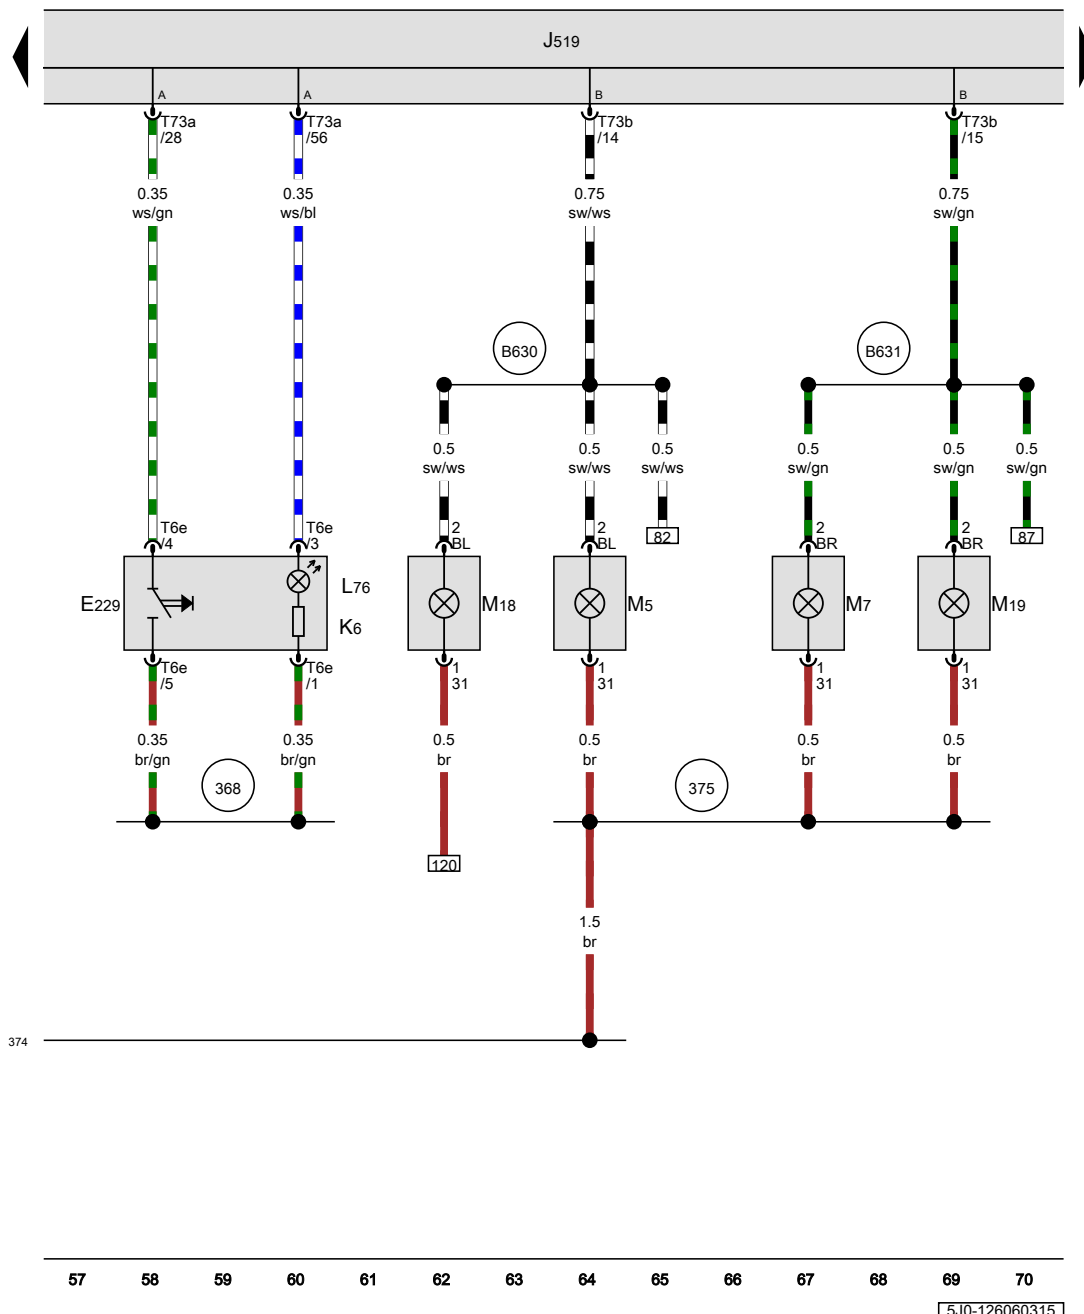 J519
A A B B
T73a T73a T73b T73b
/28 /56 /14 /15
0.35 0.35 0.75 0.75
ws/gn ws/bl sw/ws sw/gn
B630 B631
0.5 0.5 0.5 0.5 0.5 0.5
sw/ws sw/ws sw/ws sw/gn sw/gn sw/gn
T6e T6e 2 2 2 2
/4 /3 BL BL 82 BR BR 87
L76
E229 M18 M5 M7 M19
K6
T6e T6e 1 1 1 1
/5 /1 31 31 31 31
0.35 0.35 0.5 0.5 0.5 0.5
br/gn br/gn br br br br
368 375
120
1.5
br
374
57 58 59 60 61 62 63 64 65 66 67 68 69 70
5J0-126060315